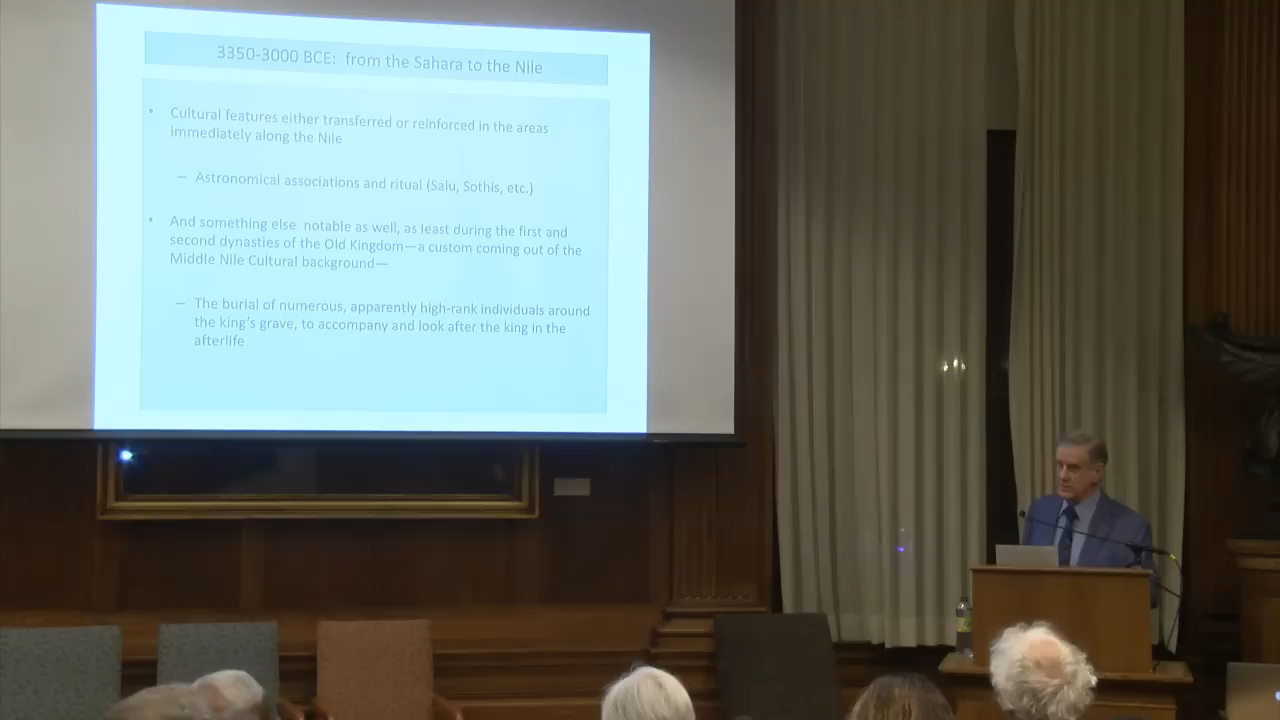 3350-3000 BCE:  from the Sahara to the Nile
• Cultural features either transferred or reinforced in the areas
immediately along the Nile
– Astronomical associations and ritual (Salu, Sothis, etc.)
• And something else  notable as well, as least during the first and
second dynasties of the Old Kingdom—a custom coming out of the
Middle Nile Cultural background—
– The burial of numerous, apparently high-rank individuals around
the king's grave, to accompany and look after the king in the
afterlife